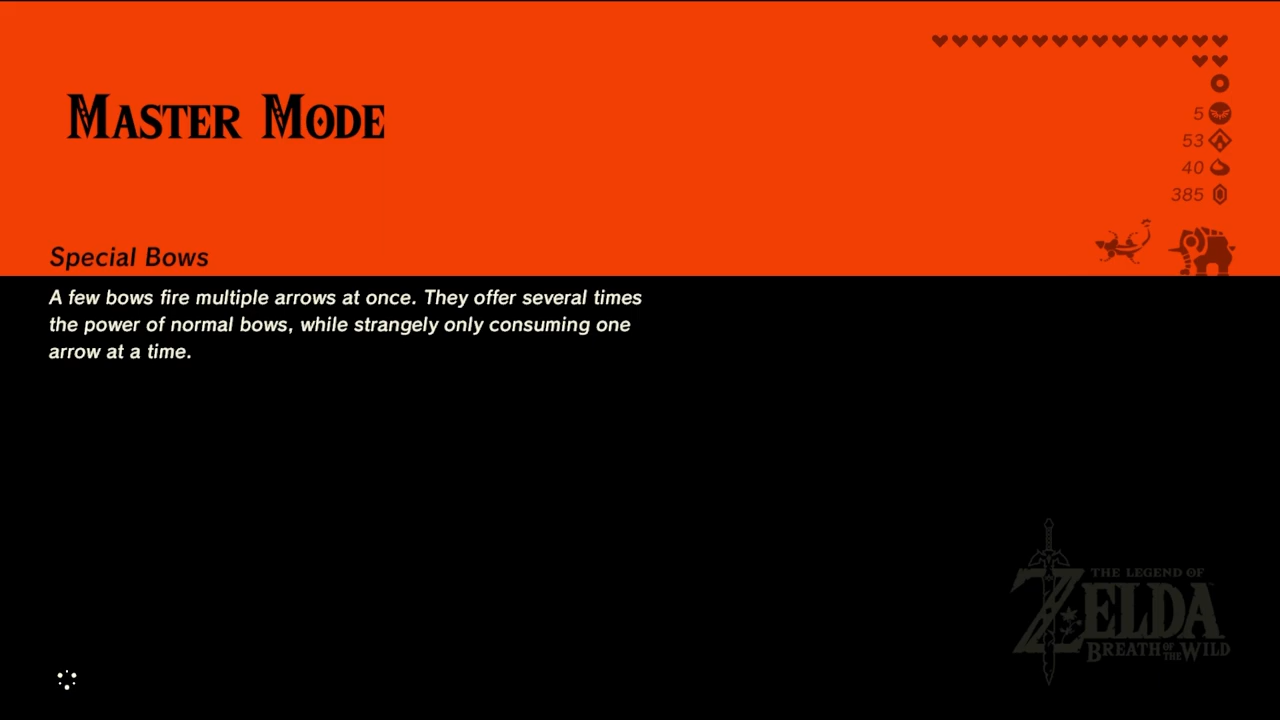 Master Mode
5
53
40
385
Special Bows
A few bows fire multiple arrows at once. They offer several times
the power of normal bows, while strangely only consuming one
arrow at a time.
THE LEGEND OF
ZELDA
BREATH OF THE WILD